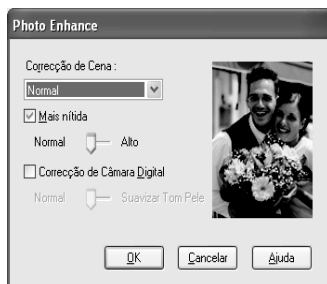 Photo Enhance
Correcção de Cena :
Normal
Mais nítida
Normal Alto
Correcção de Câmara Digital
Normal Suavizar Tom Pele
OK Cancelar Ajuda